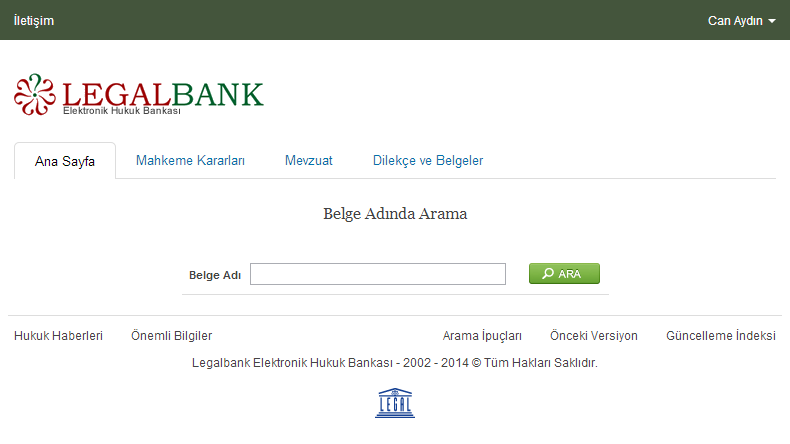 İletişim Can Aydın
LEGALBANK
Elektronik Hukuk Bankası
Ana Sayfa Mahkeme Kararları Mevzuat Dilekçe ve Belgeler
Belge Adında Arama
Belge Adı ARA
Hukuk Haberleri Önemli Bilgiler Arama İpuçları Önceki Versiyon Güncelleme İndeksi
Legalbank Elektronik Hukuk Bankası - 2002 - 2014 © Tüm Hakları Saklıdır.
LEGAL